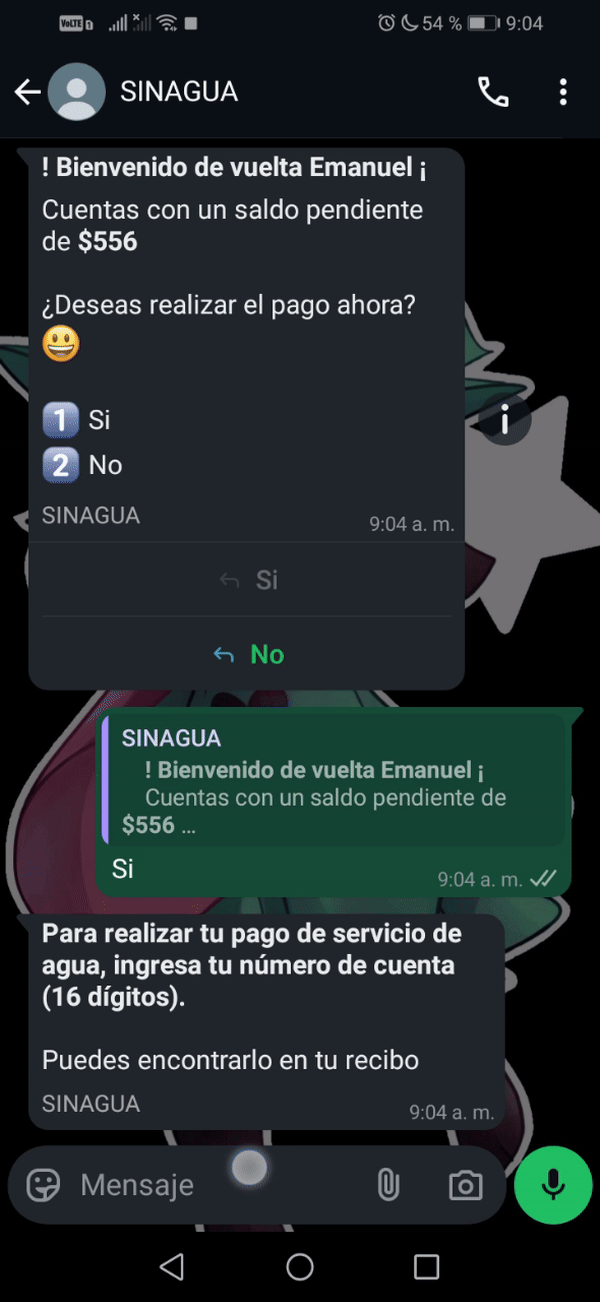 VoLTE
54 % 9:04
SINAGUA
! Bienvenido de vuelta Emanuel ¡
Cuentas con un saldo pendiente
de $556
¿Deseas realizar el pago ahora?
1 Si
2 No
SINAGUA
9:04 a. m.
Si
No
SINAGUA
! Bienvenido de vuelta Emanuel ¡
Cuentas con un saldo pendiente de
$556 ...
Si
9:04 a. m.
Para realizar tu pago de servicio de
agua, ingresa tu número de cuenta
(16 dígitos).
Puedes encontrarlo en tu recibo
SINAGUA
9:04 a. m.
Mensaje